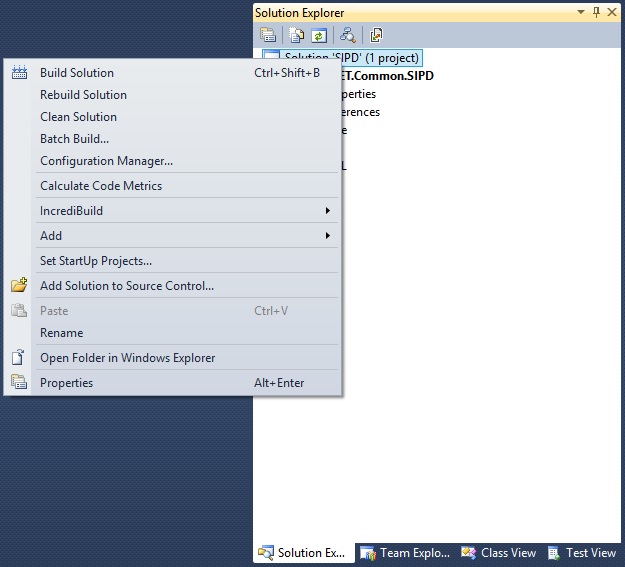 Solution Explorer
Solution 'SIPD' (1 project)
ET.Common.SIPD
perties
ferences
e
L
Build Solution Ctrl+Shift+B
Rebuild Solution
Clean Solution
Batch Build...
Configuration Manager...
Calculate Code Metrics
IncrediBuild
Add
Set StartUp Projects...
Add Solution to Source Control...
Paste Ctrl+V
Rename
Open Folder in Windows Explorer
Properties Alt+Enter
Solution Ex... Team Explo... Class View Test View